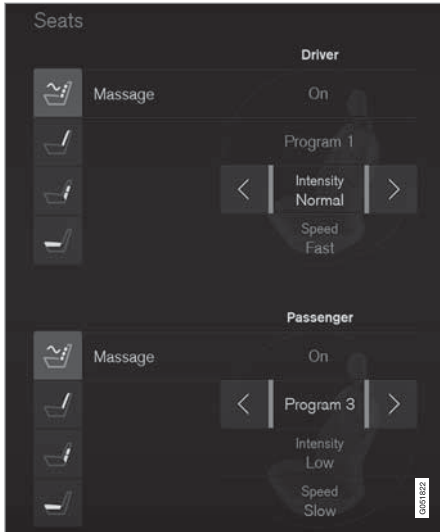 Seats
Driver
Massage On
Program 1
Intensity
Normal
Speed
Fast
Passenger
Massage On
Program 3
Intensity
Low
Speed
Slow
G051822